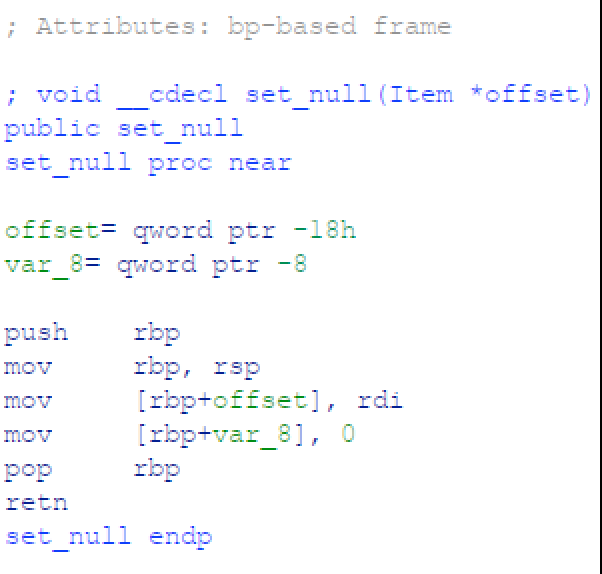 ; Attributes: bp-based frame
; void __cdecl set_null(Item *offset)
public set_null
set_null proc near
offset= qword ptr -18h
var_8= qword ptr -8
push rbp
mov rbp, rsp
mov [rbp+offset], rdi
mov [rbp+var_8], 0
pop rbp
retn
set_null endp